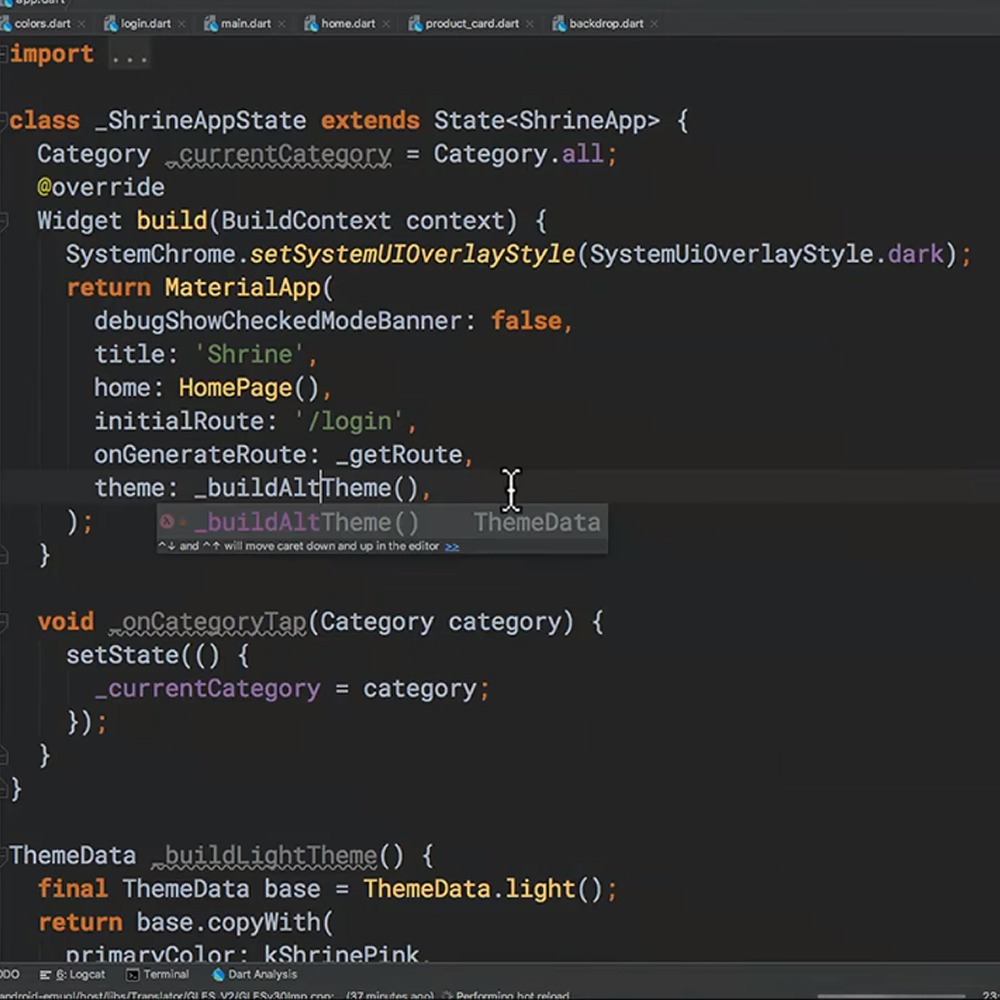 app.dart
colors.dart login.dart main.dart home.dart product_card.dart backdrop.dart
import ...
class _ShrineAppState extends State<ShrineApp> {
Category _currentCategory = Category.all;
@override
Widget build(BuildContext context) {
SystemChrome.setSystemUIOverlayStyle(SystemUiOverlayStyle.dark);
return MaterialApp(
debugShowCheckedModeBanner: false,
title: 'Shrine',
home: HomePage(),
initialRoute: '/login',
onGenerateRoute: _getRoute,
theme: _buildAltTheme(),
_buildAltTheme() ThemeData
^↓ and ^↑ will move caret down and up in the editor >>
);
}
void _onCategoryTap(Category category) {
setState(() {
_currentCategory = category;
});
}
}
ThemeData _buildLightTheme() {
final ThemeData base = ThemeData.light();
return base.copyWith(
primaryColor: kShrinePink,
ODO 6: Logcat Terminal Dart Analysis
(37 minutes ago) Performing hot reload